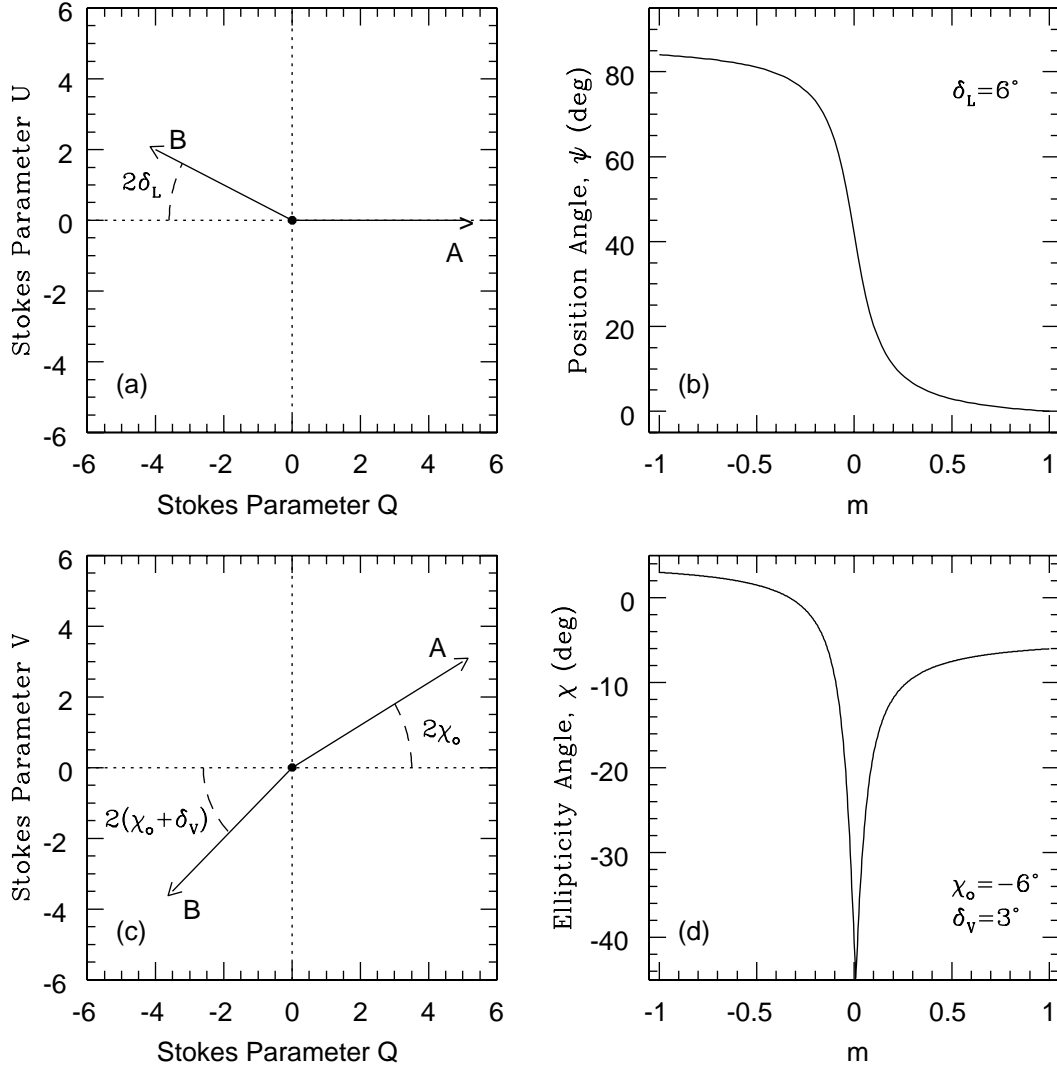 6
4
2
0
-2
-4
-6
Stokes Parameter U
B
2δL
A
(a)
-6 -4 -2 0 2 4 6
Stokes Parameter Q
80
60
40
20
0
Position Angle, ψ (deg)
δL=6°
(b)
-1 -0.5 0 0.5 1
m
6
4
2
0
-2
-4
-6
Stokes Parameter V
A
2χo
2(χo+δV)
B
(c)
-6 -4 -2 0 2 4 6
Stokes Parameter Q
0
-10
-20
-30
-40
Ellipticity Angle, χ (deg)
χo=-6°
δV=3°
(d)
-1 -0.5 0 0.5 1
m